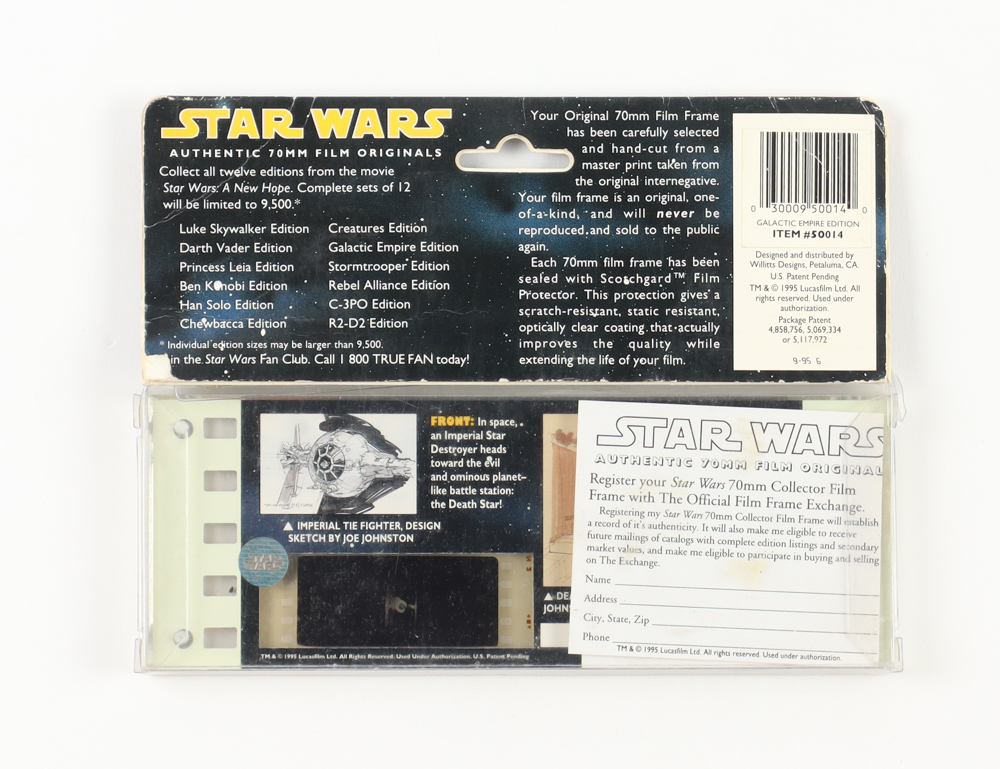 STAR WARS
AUTHENTIC 70MM FILM ORIGINALS
Collect all twelve editions from the movie
Star Wars: A New Hope. Complete sets of 12
will be limited to 9,500.*
Luke Skywalker Edition
Darth Vader Edition
Princess Leia Edition
Ben Kenobi Edition
Han Solo Edition
Chewbacca Edition
Creatures Edition
Galactic Empire Edition
Stormtrooper Edition
Rebel Alliance Edition
C-3PO Edition
R2-D2 Edition
* Individual edition sizes may be larger than 9,500.
in the Star Wars Fan Club. Call 1 800 TRUE FAN today!
Your Original 70mm Film Frame
has been carefully selected
and hand-cut from a
master print taken from
the original internegative.
Your film frame is an original, one-
of-a-kind, and will never be
reproduced and sold to the public
again.
Each 70mm film frame has been
sealed with Scotchgard™ Film
Protector. This protection gives a
scratch-resistant, static resistant,
optically clear coating that actually
improves the quality while
extending the life of your film.
0 30009 50014 0
GALACTIC EMPIRE EDITION
ITEM #50014
Designed and distributed by
Willitts Designs, Petaluma, CA.
U.S. Patent Pending
TM & © 1995 Lucasfilm Ltd. All
rights reserved. Used under
authorization.
Package Patent
4,858,756, 5,069,334
or 5,117,972
9-95 6
FRONT: In space,
an Imperial Star
Destroyer heads
toward the evil
and ominous planet-
like battle station:
the Death Star!
▲ IMPERIAL TIE FIGHTER, DESIGN
SKETCH BY JOE JOHNSTON
STAR
WARS
▲ DEA
JOHNS
TM & © 1995 Lucasfilm Ltd. All Rights Reserved. Used Under Authorization. U.S. Patent Pending
STAR WARS
AUTHENTIC 70MM FILM ORIGINAL
Register your Star Wars 70mm Collector Film
Frame with The Official Film Frame Exchange.
Registering my Star Wars 70mm Collector Film Frame will establish
a record of it's authenticity. It will also make me eligible to receive
future mailings of catalogs with complete edition listings and secondary
market values, and make me eligible to participate in buying and selling
on The Exchange.
Name
Address
City, State, Zip
Phone
TM & © 1995 Lucasfilm Ltd. All rights reserved. Used under authorization.